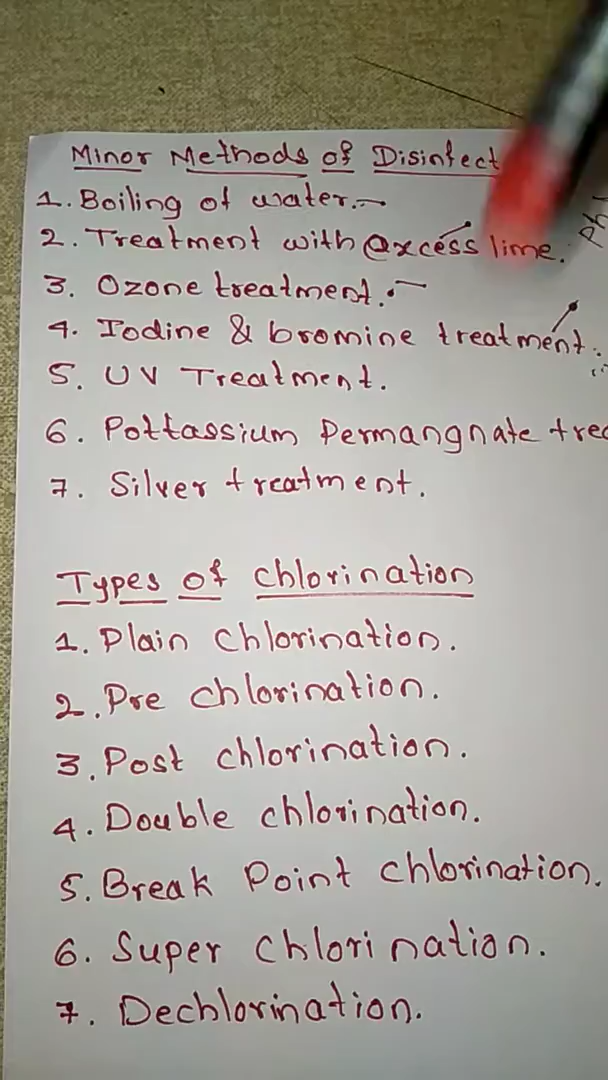 Minor Methods of Disinfect
1. Boiling of water.
2. Treatment with excess lime.
3. Ozone treatment.
4. Iodine & bromine treatment.
5. UV Treatment.
6. Pottassium Permangnate trea
7. Silver treatment.
Types of chlorination
1. Plain chlorination.
2. Pre chlorination.
3. Post chlorination.
4. Double chlorination.
5. Break Point chlorination.
6. Super chlorination.
7. Dechlorination.